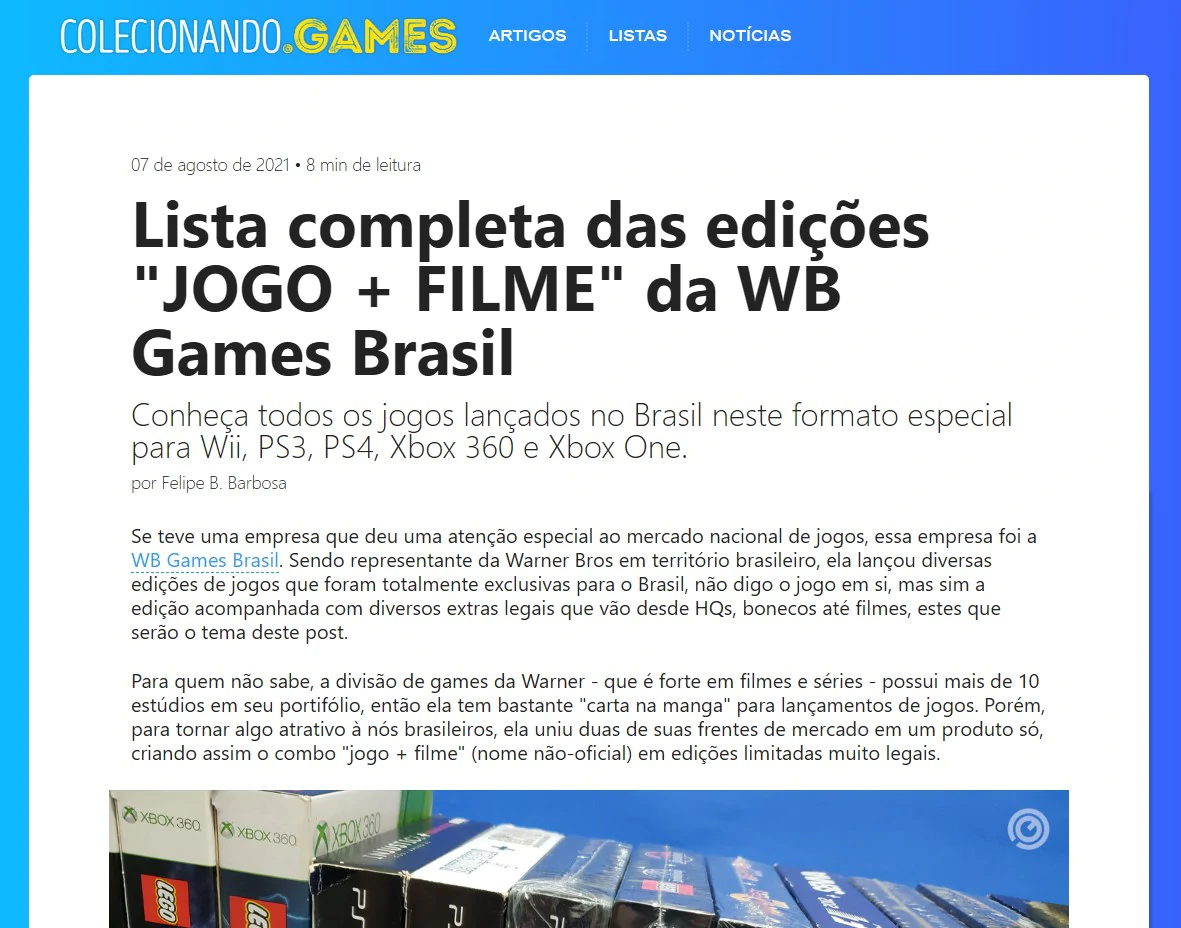 COLECIONANDO.GAMES ARTIGOS LISTAS NOTÍCIAS
07 de agosto de 2021 • 8 min de leitura
Lista completa das edições
"JOGO + FILME" da WB
Games Brasil
Conheça todos os jogos lançados no Brasil neste formato especial
para Wii, PS3, PS4, Xbox 360 e Xbox One.
por Felipe B. Barbosa
Se teve uma empresa que deu uma atenção especial ao mercado nacional de jogos, essa empresa foi a
WB Games Brasil. Sendo representante da Warner Bros em território brasileiro, ela lançou diversas
edições de jogos que foram totalmente exclusivas para o Brasil, não digo o jogo em si, mas sim a
edição acompanhada com diversos extras legais que vão desde HQs, bonecos até filmes, estes que
serão o tema deste post.
Para quem não sabe, a divisão de games da Warner - que é forte em filmes e séries - possui mais de 10
estúdios em seu portifólio, então ela tem bastante "carta na manga" para lançamentos de jogos. Porém,
para tornar algo atrativo à nós brasileiros, ela uniu duas de suas frentes de mercado em um produto só,
criando assim o combo "jogo + filme" (nome não-oficial) em edições limitadas muito legais.
XBOX 360
XBOX 360
XBOX 360
INJUSTICE
LEGO
LEGO